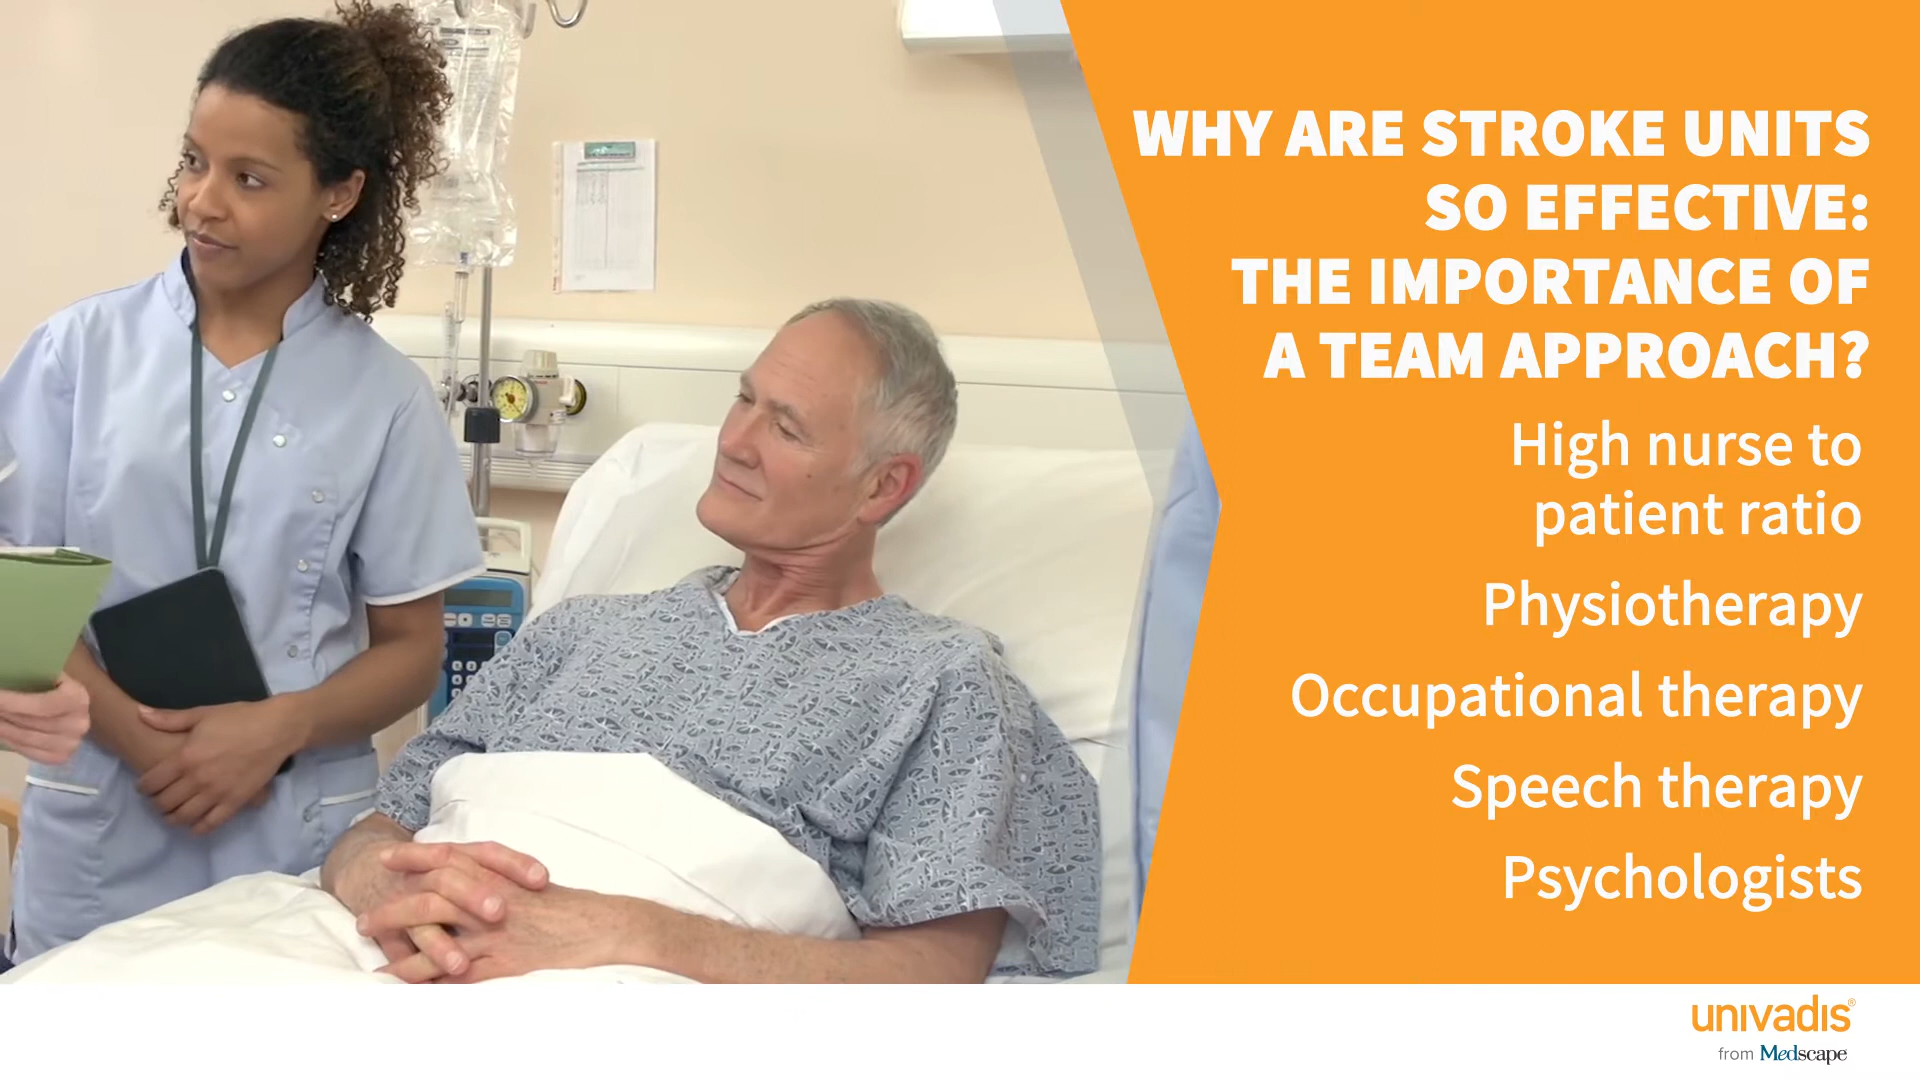 WHY ARE STROKE UNITS
SO EFFECTIVE:
THE IMPORTANCE OF
A TEAM APPROACH?
High nurse to
patient ratio
Physiotherapy
Occupational therapy
Speech therapy
Psychologists
univadis®
from Medscape